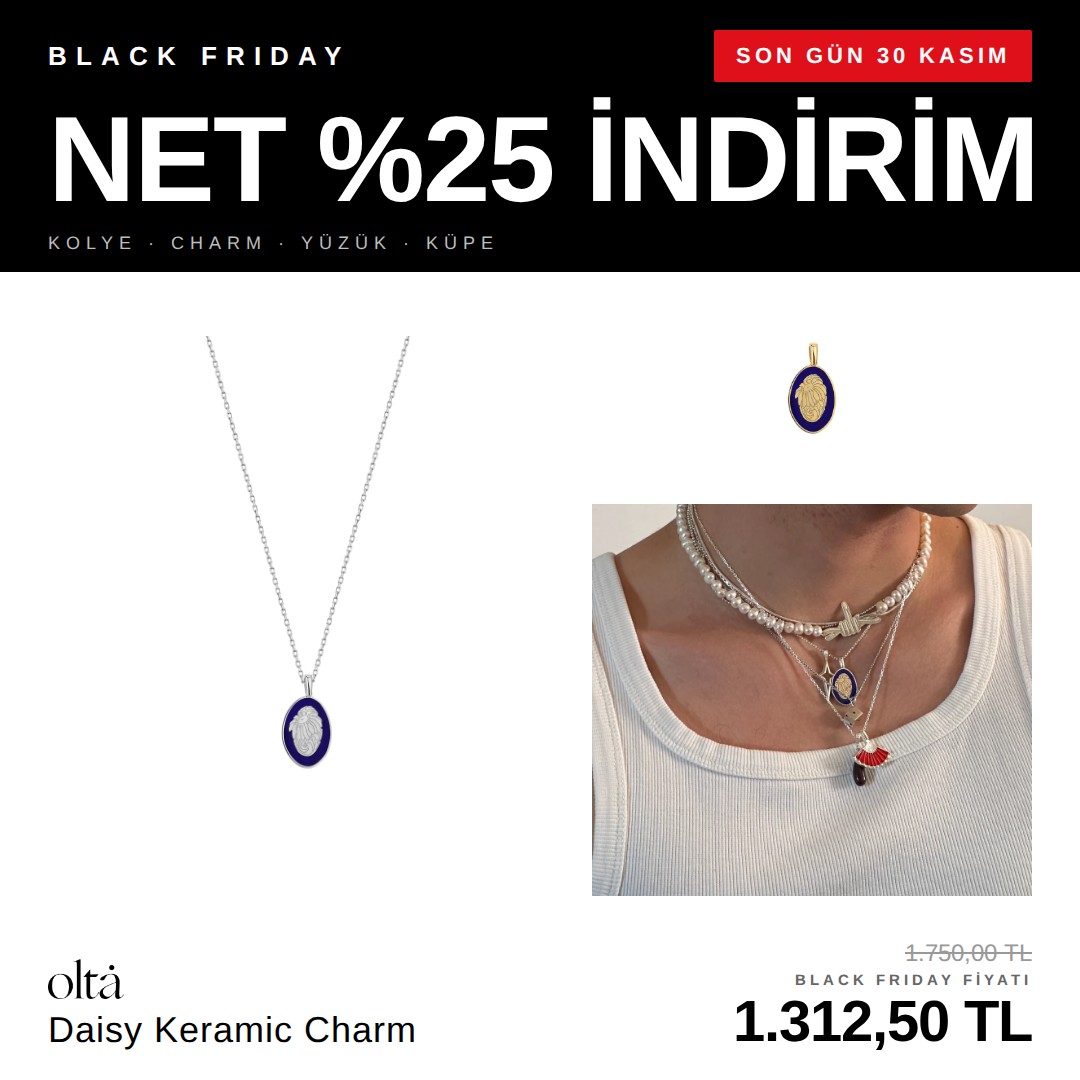 BLACK FRIDAY
SON GÜN 30 KASIM
NET %25 İNDİRİM
KOLYE · CHARM · YÜZÜK · KÜPE
olta
Daisy Keramic Charm
1.750,00 TL
BLACK FRIDAY FİYATI
1.312,50 TL